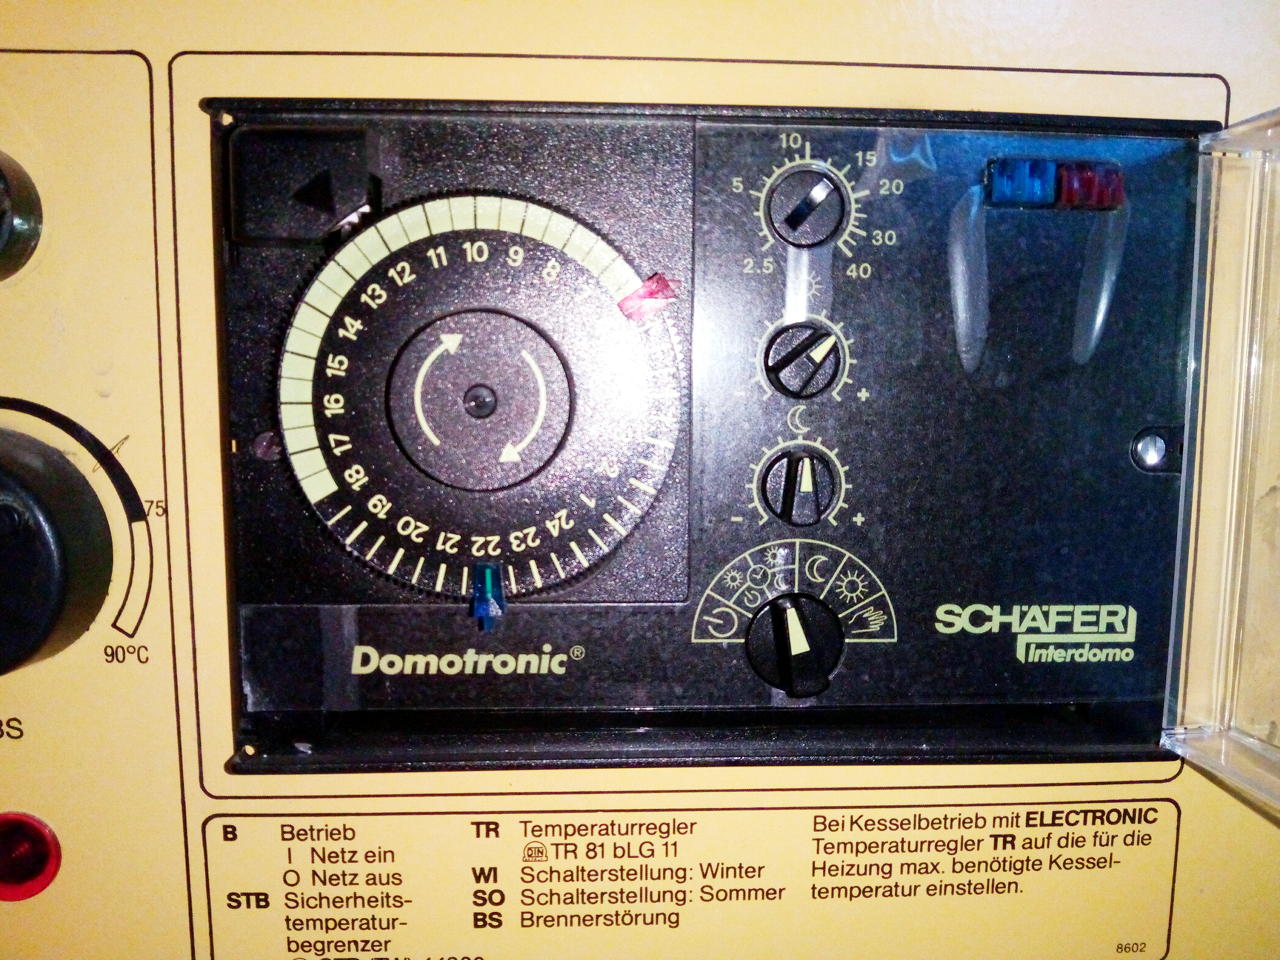 10
15
5
20
30
2.5
40
8
9
10
11
12
13
14
15
16
17
18
19
20
21
22
23
24
1
2
- +
- +
75
90°C
BS
Domotronic®
SCHÄFER
Interdomo
B Betrieb
I Netz ein
O Netz aus
STB Sicherheits-
temperatur-
begrenzer
TR Temperaturregler
DIN TR 81 bLG 11
WI Schalterstellung: Winter
SO Schalterstellung: Sommer
BS Brennerstörung
Bei Kesselbetrieb mit ELECTRONIC
Temperaturregler TR auf die für die
Heizung max. benötigte Kessel-
temperatur einstellen.
8602